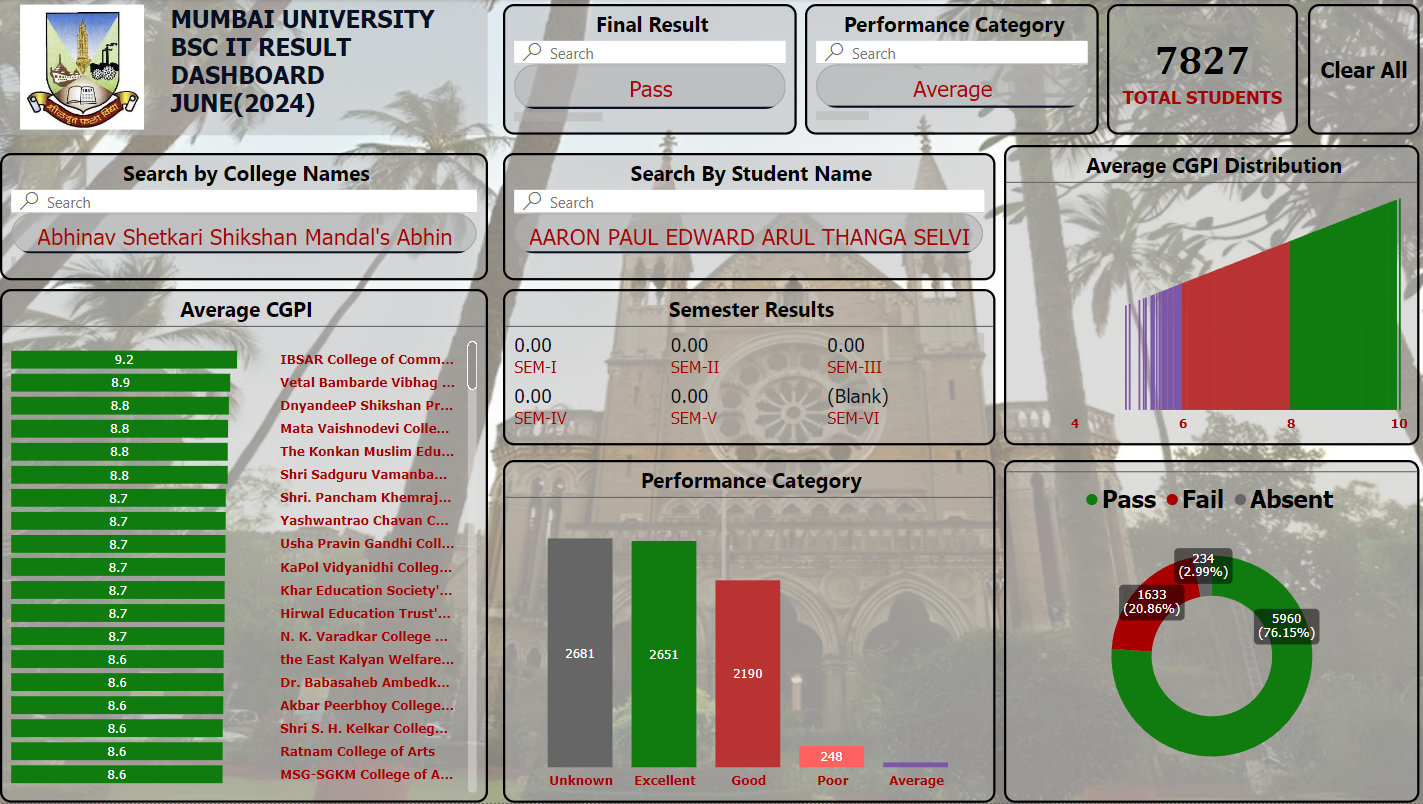 MUMBAI UNIVERSITY
BSC IT RESULT
DASHBOARD
JUNE(2024)
Final Result
Search
Pass
Performance Category
Search
Average
7827
TOTAL STUDENTS
Clear All
Search by College Names
Search
Abhinav Shetkari Shikshan Mandal's Abhin
Search By Student Name
Search
AARON PAUL EDWARD ARUL THANGA SELVI
Average CGPI Distribution
4 6 8 10
Average CGPI
9.2 IBSAR College of Comm...
8.9 Vetal Bambarde Vibhag ...
8.8 DnyandeeP Shikshan Pr...
8.8 Mata Vaishnodevi Colle...
8.8 The Konkan Muslim Edu...
8.8 Shri Sadguru Vamanba...
8.7 Shri. Pancham Khemraj...
8.7 Yashwantrao Chavan C...
8.7 Usha Pravin Gandhi Coll...
8.7 KaPol Vidyanidhi Colleg...
8.7 Khar Education Society'...
8.7 Hirwal Education Trust'...
8.7 N. K. Varadkar College ...
8.6 the East Kalyan Welfare...
8.6 Dr. Babasaheb Ambedk...
8.6 Akbar Peerbhoy College...
8.6 Shri S. H. Kelkar Colleg...
8.6 Ratnam College of Arts
8.6 MSG-SGKM College of A...
Semester Results
0.00 0.00 0.00
SEM-I SEM-II SEM-III
0.00 0.00 (Blank)
SEM-IV SEM-V SEM-VI
Performance Category
2681 2651 2190 248
Unknown Excellent Good Poor Average
Pass Fail Absent
234
(2.99%)
1633
(20.86%)
5960
(76.15%)